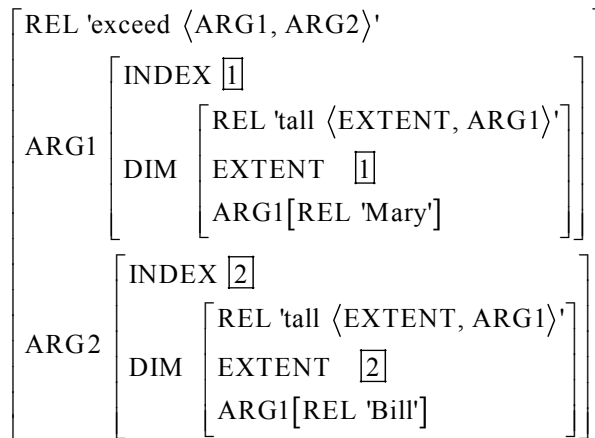 REL 'exceed ⟨ARG1, ARG2⟩'
INDEX 1
REL 'tall ⟨EXTENT, ARG1⟩'
ARG1 DIM EXTENT 1
ARG1[REL 'Mary']
INDEX 2
REL 'tall ⟨EXTENT, ARG1⟩'
ARG2 DIM EXTENT 2
ARG1[REL 'Bill']